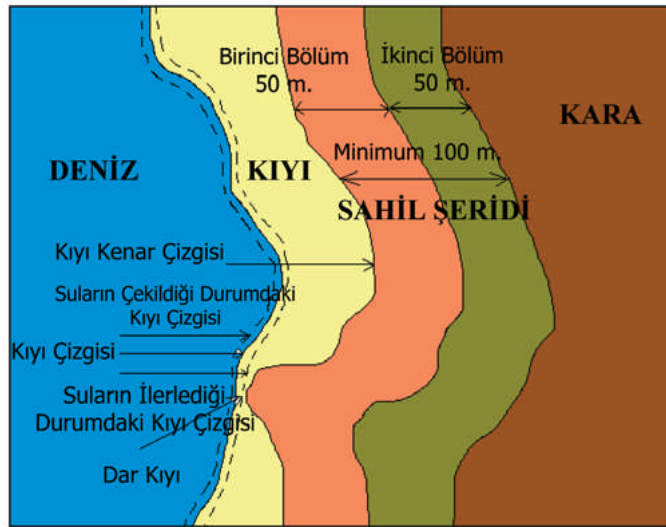 Birinci Bölüm
50 m.
İkinci Bölüm
50 m.
KARA
Minimum 100 m.
DENİZ
KIYI
SAHİL ŞERİDİ
Kıyı Kenar Çizgisi
Suların Çekildiği Durumdaki
Kıyı Çizgisi
Kıyı Çizgisi
Suların İlerlediği
Durumdaki Kıyı Çizgisi
Dar Kıyı